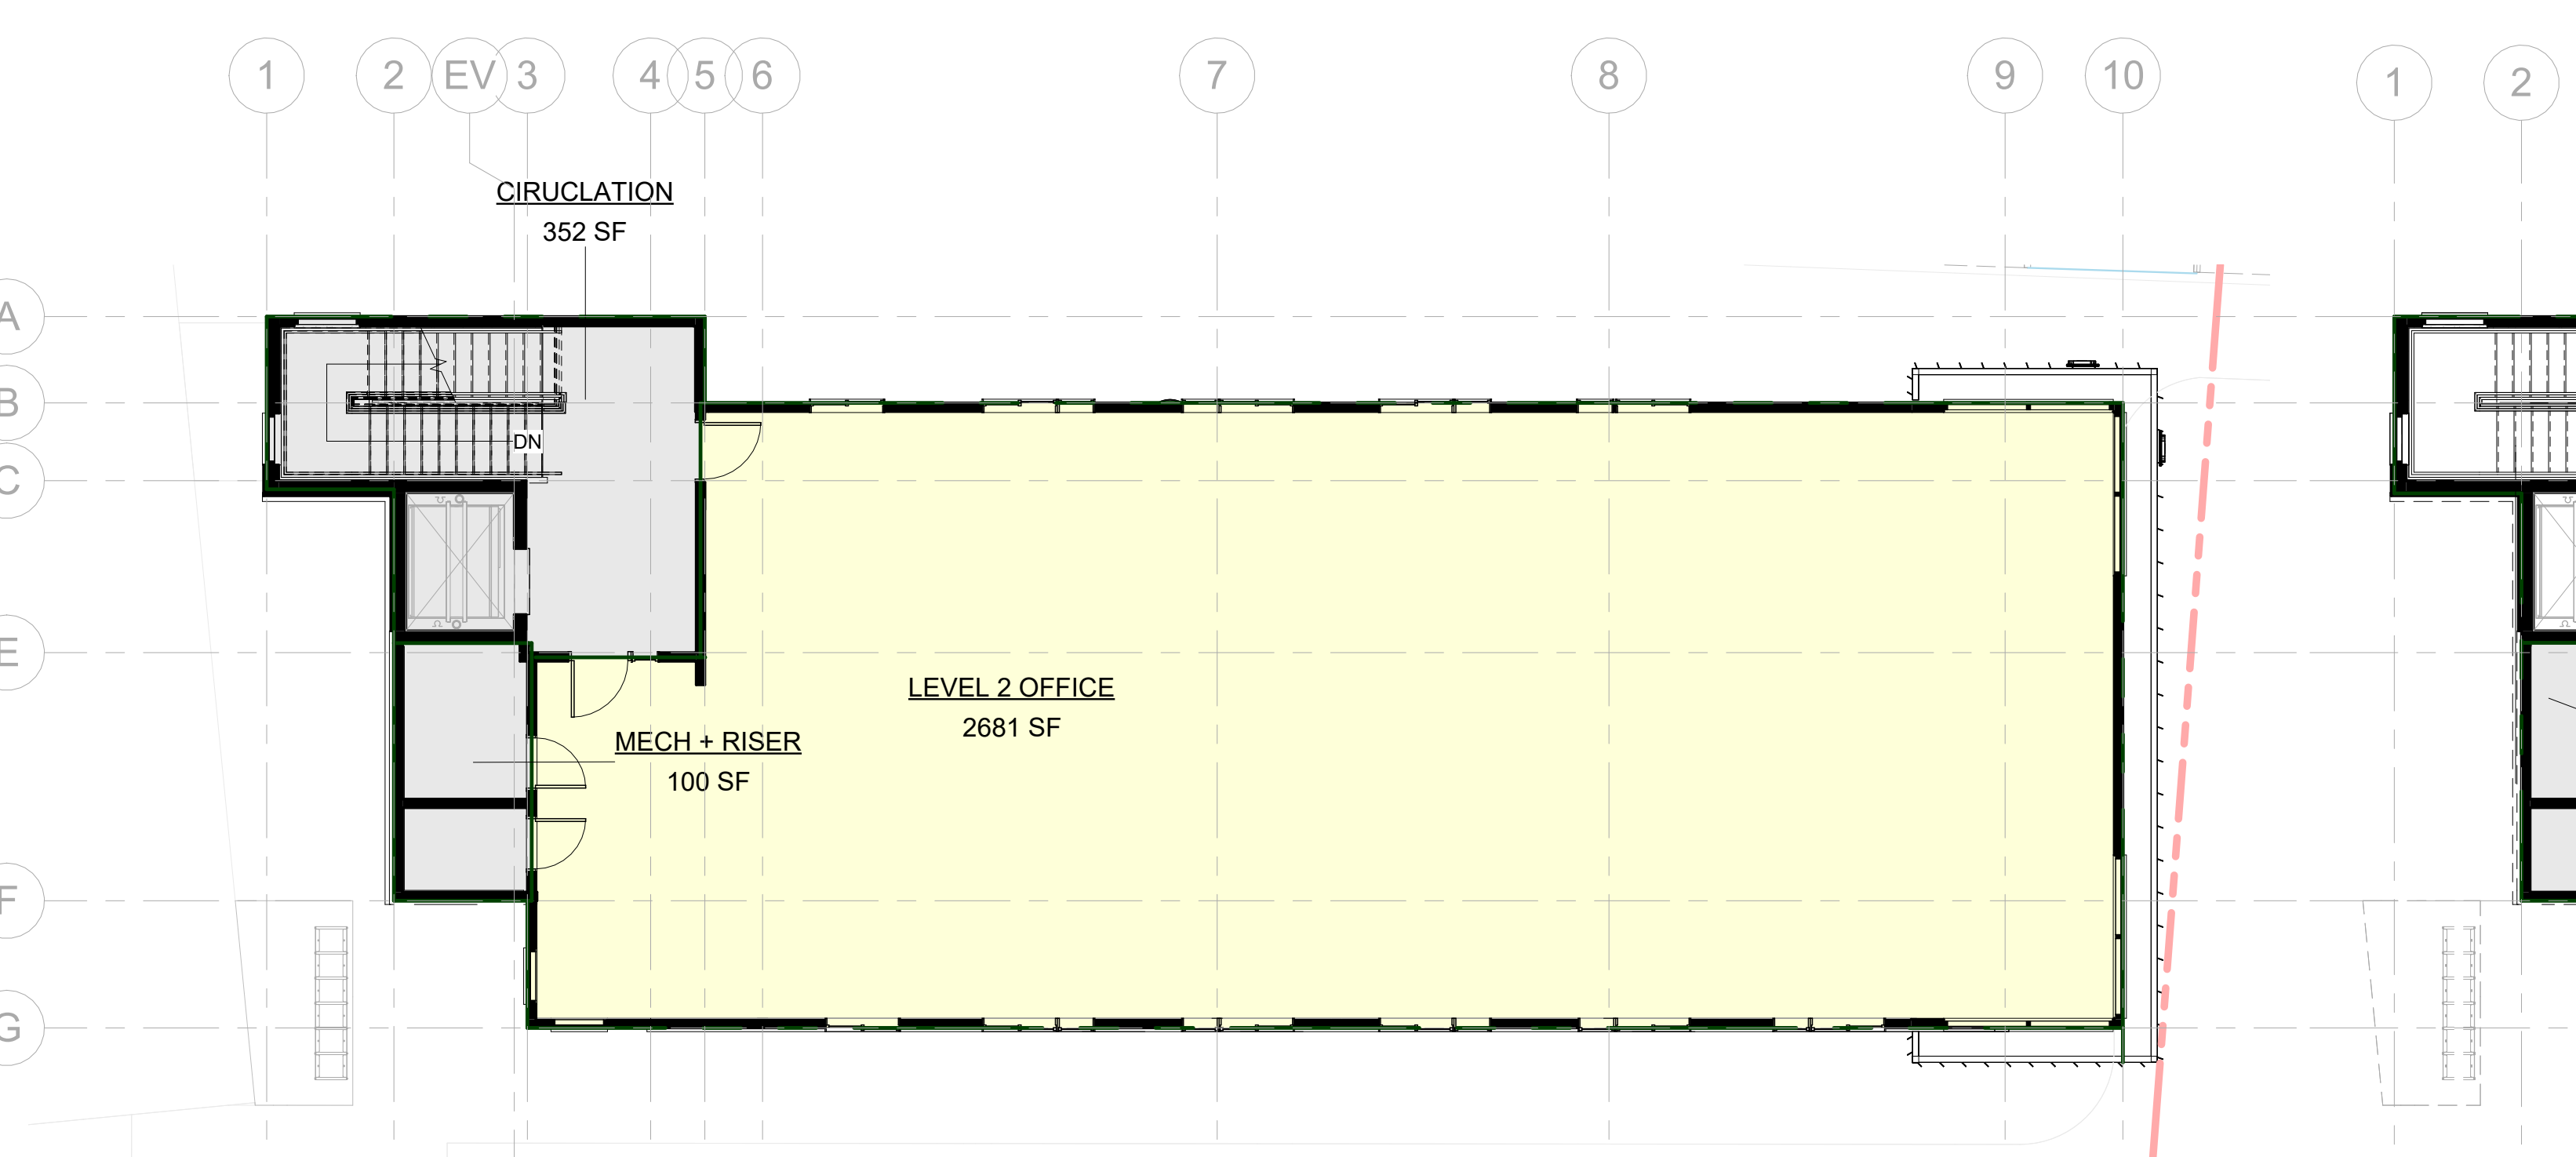 1 2 EV 3 4 5 6 7 8 9 10 1 2
CIRUCLATION
352 SF
A
B
DN
C
E
LEVEL 2 OFFICE
2681 SF
MECH + RISER
100 SF
F
G